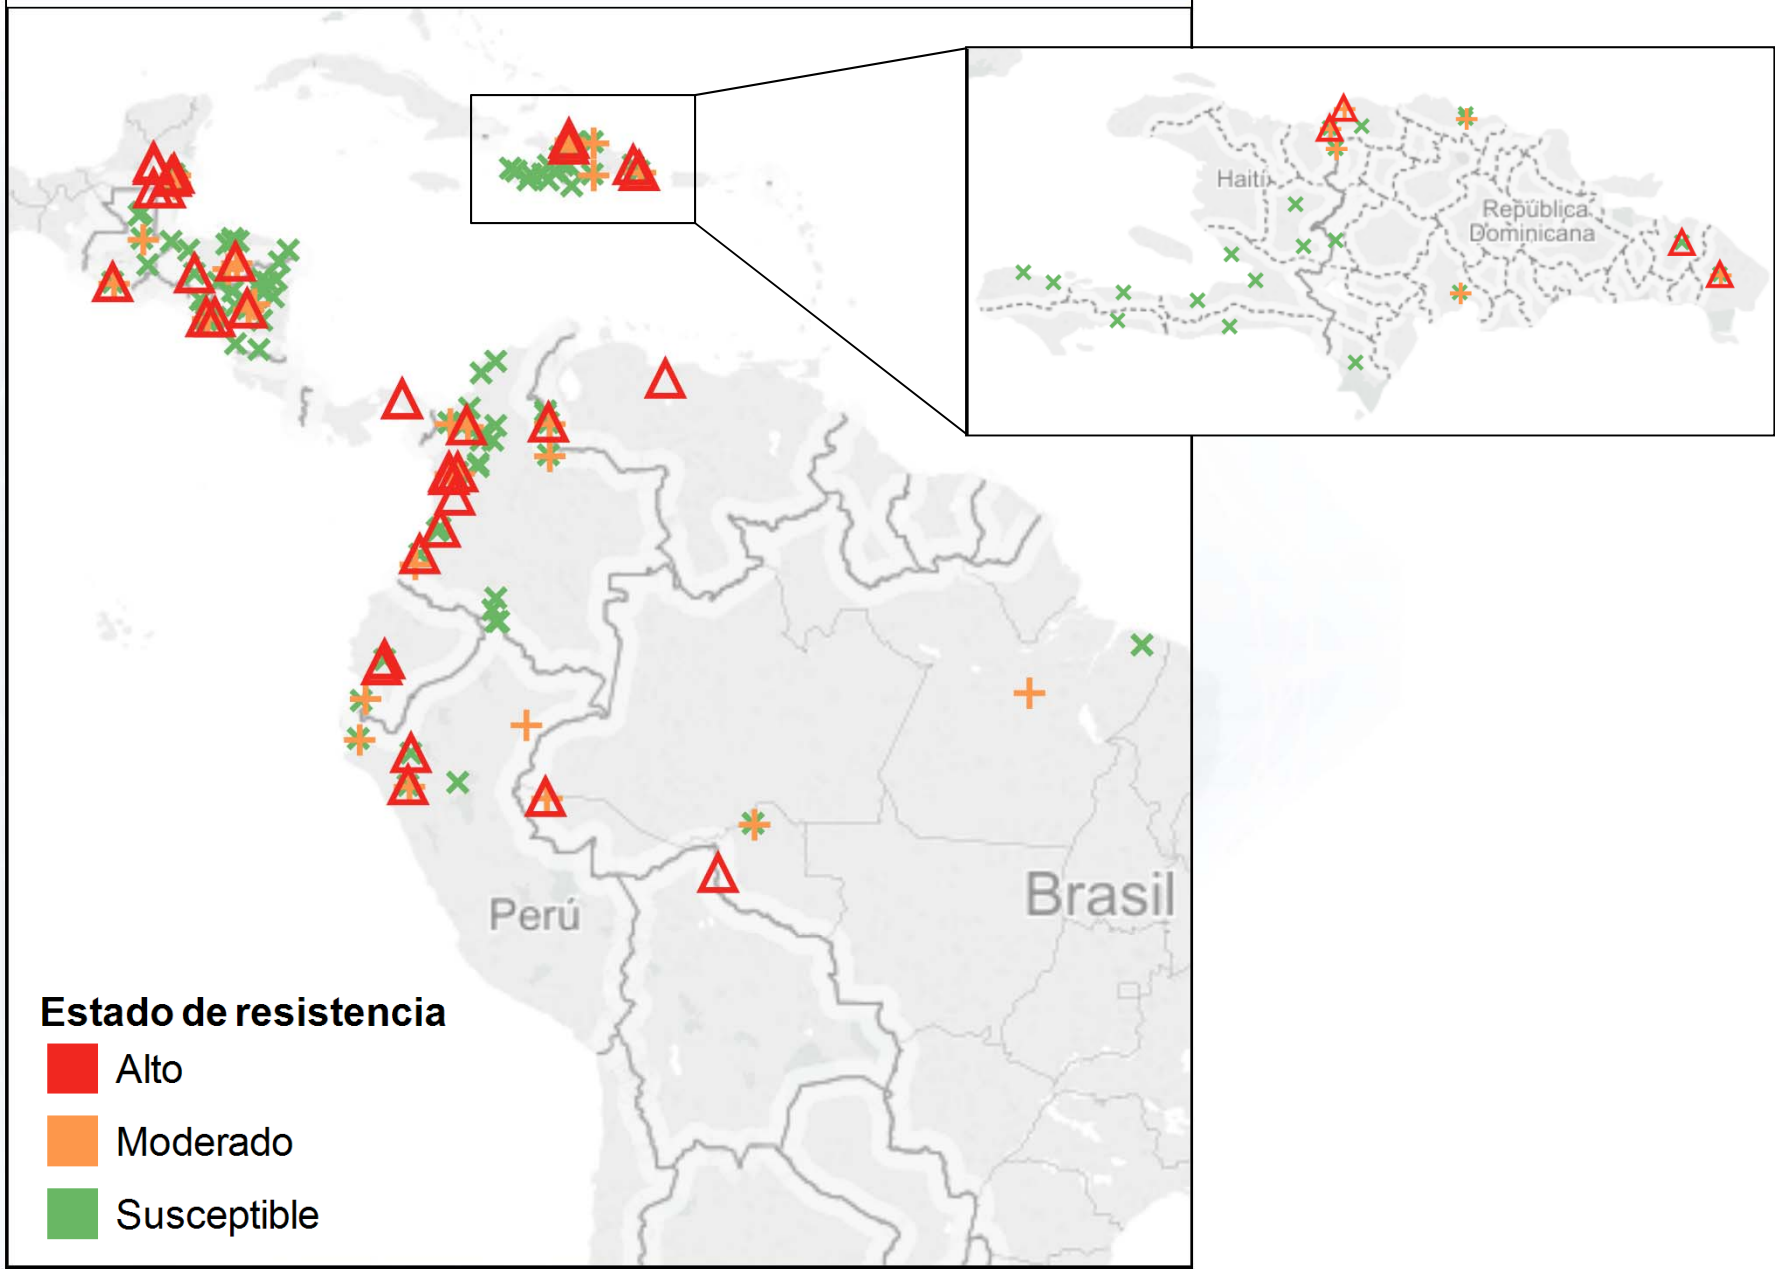 Haití
República
Dominicana
Brasil
Perú
Estado de resistencia
Alto
Moderado
Susceptible